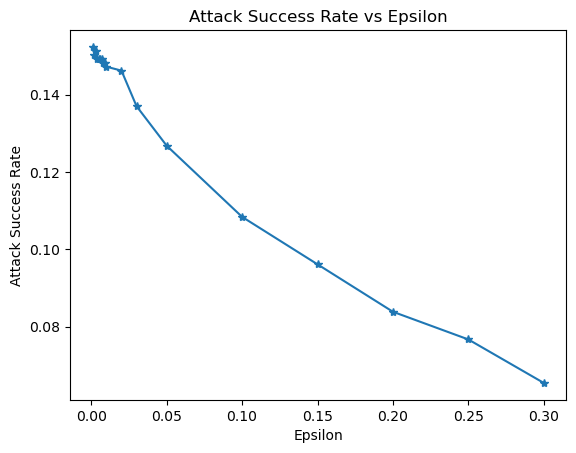 Attack Success Rate vs Epsilon
Attack Success Rate
0.14
0.12
0.10
0.08
0.00 0.05 0.10 0.15 0.20 0.25 0.30
Epsilon